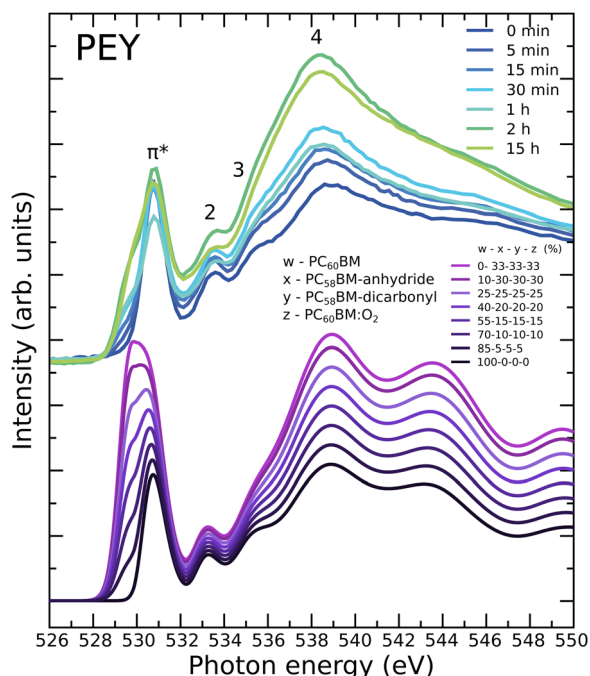 PEY
4
π*
3
2
0 min
5 min
15 min
30 min
1 h
2 h
15 h
w - PC₆₀BM
x - PC₅₈BM-anhydride
y - PC₅₈BM-dicarbonyl
z - PC₆₀BM:O₂
w - x - y - z (%)
0- 33-33-33
10-30-30-30
25-25-25-25
40-20-20-20
55-15-15-15
70-10-10-10
85-5-5-5
100-0-0-0
Intensity (arb. units)
526 528 530 532 534 536 538 540 542 544 546 548 550
Photon energy (eV)